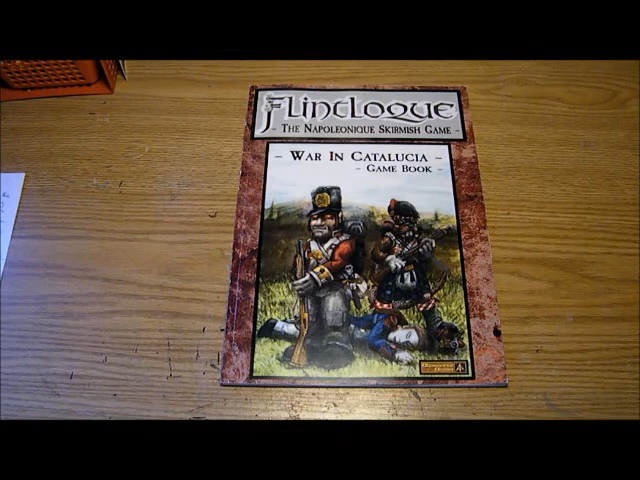 Flintloque
- The Napoleonique Skirmish Game -
- War In Catalucia -
- Game Book -